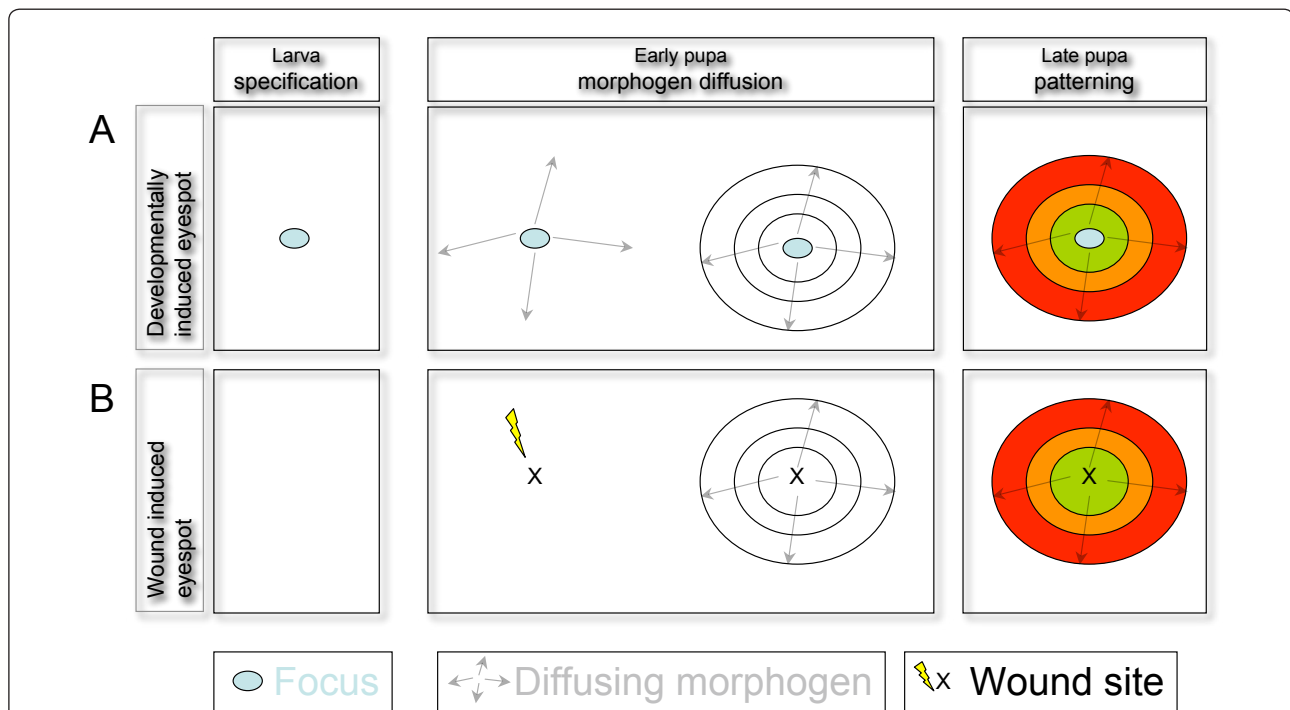 Larva
specification
Early pupa
morphogen diffusion
Late pupa
patterning
A
Developmentally
induced eyespot
B
Wound induced
eyespot
X
X
X
Focus
Diffusing morphogen
X
Wound site